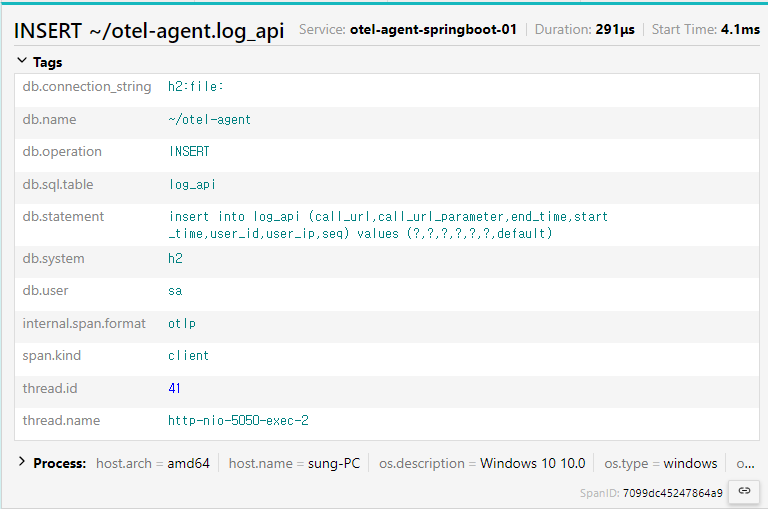 INSERT ~/otel-agent.log_api Service: otel-agent-springboot-01 Duration: 291μs Start Time: 4.1ms
Tags
db.connection_string h2:file:
db.name ~/otel-agent
db.operation INSERT
db.sql.table log_api
db.statement insert into log_api (call_url,call_url_parameter,end_time,start
_time,user_id,user_ip,seq) values (?,?,?,?,?,?,default)
db.system h2
db.user sa
internal.span.format otlp
span.kind client
thread.id 41
thread.name http-nio-5050-exec-2
Process: host.arch = amd64 host.name = sung-PC os.description = Windows 10 10.0 os.type = windows o...
SpanID: 7099dc45247864a9